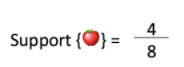 Support {🍎} = 4/8